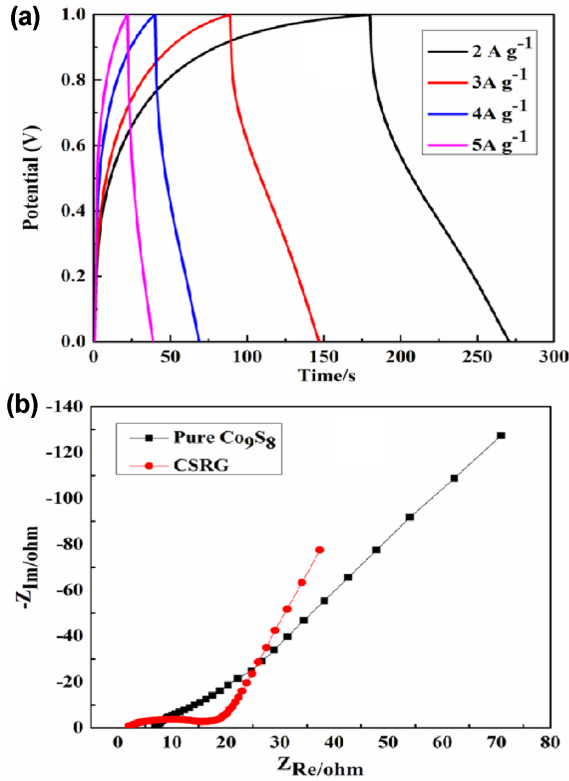 (a)
1.0
0.8
0.6
0.4
0.2
0.0
Potential (V)
2 A g⁻¹
3A g⁻¹
4A g⁻¹
5A g⁻¹
0 50 100 150 200 250 300
Time/s
(b)
-140
-120
-100
-80
-60
-40
-20
0
-Z_Im/ohm
Pure Co₉S₈
CSRG
0 10 20 30 40 50 60 70 80
Z_Re/ohm